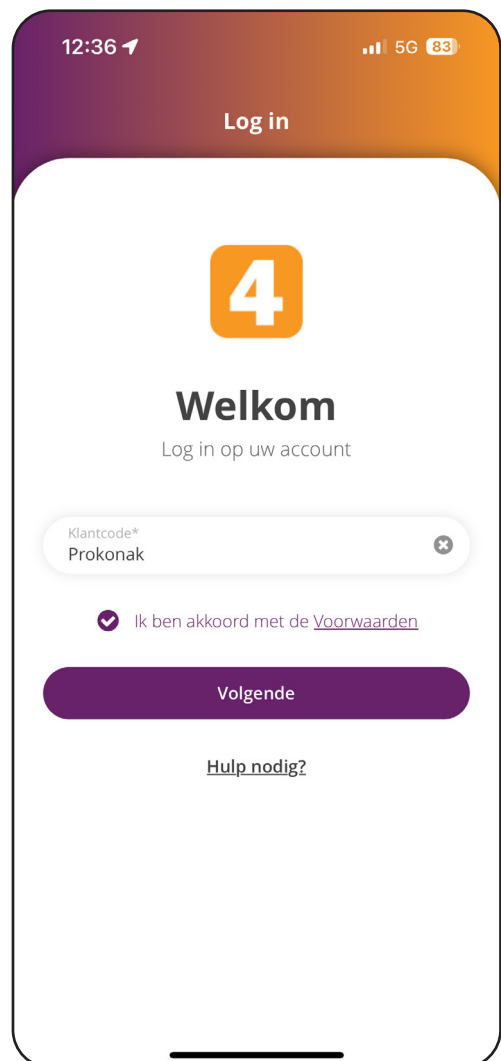 12:36 5G 83
Log in
4
Welkom
Log in op uw account
Klantcode*
Prokonak
Ik ben akkoord met de Voorwaarden
Volgende
Hulp nodig?